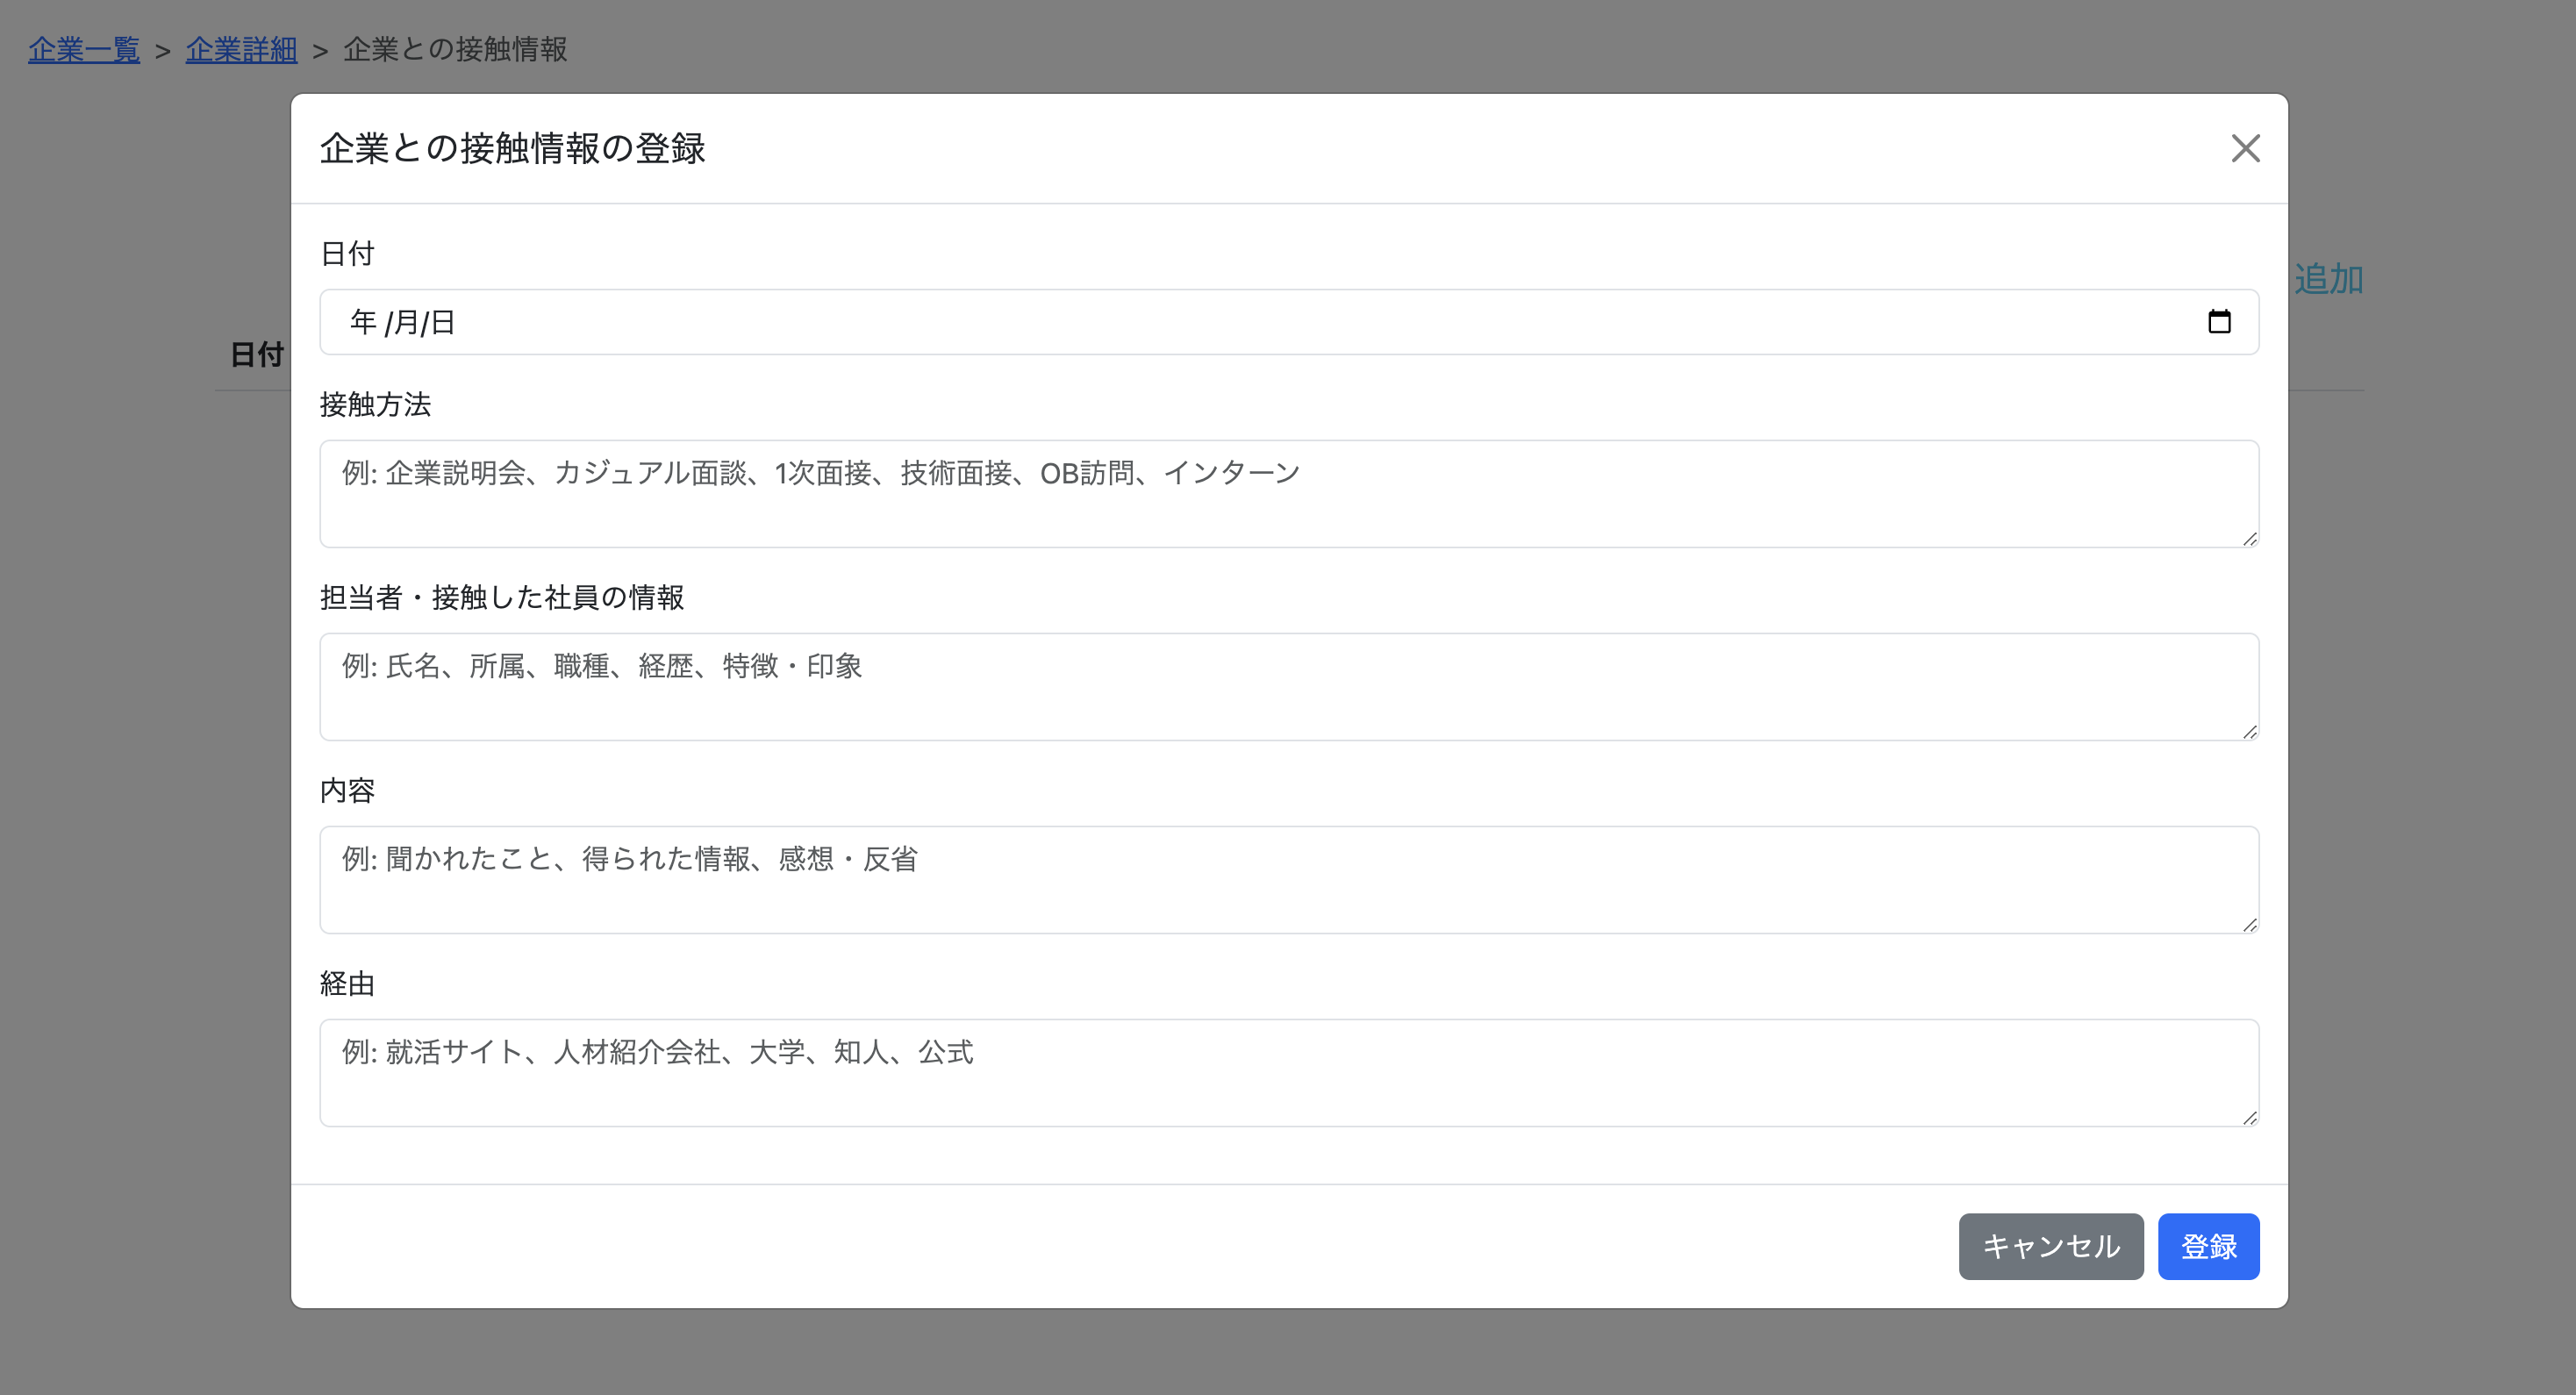 企業一覧 > 企業詳細 > 企業との接触情報
企業との接触情報の登録
追加
日付
日付
年 /月/日
接触方法
例: 企業説明会、カジュアル面談、1次面接、技術面接、OB訪問、インターン
担当者・接触した社員の情報
例: 氏名、所属、職種、経歴、特徴・印象
内容
例: 聞かれたこと、得られた情報、感想・反省
経由
例: 就活サイト、人材紹介会社、大学、知人、公式
キャンセル 登録